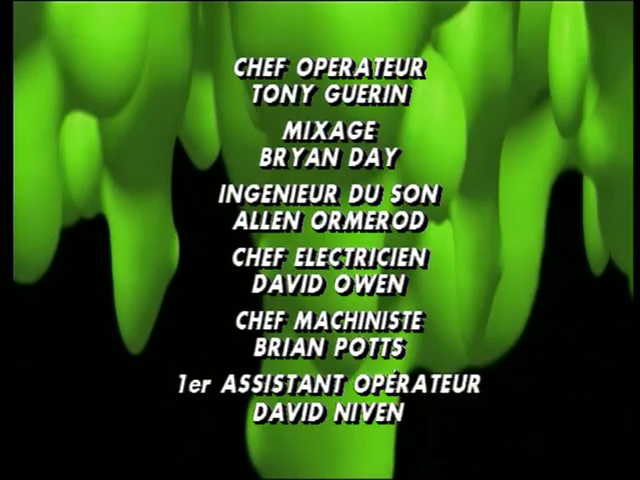 CHEF OPERATEUR
TONY GUERIN
MIXAGE
BRYAN DAY
INGENIEUR DU SON
ALLEN ORMEROD
CHEF ELECTRICIEN
DAVID OWEN
CHEF MACHINISTE
BRIAN POTTS
1er ASSISTANT OPÉRATEUR
DAVID NIVEN